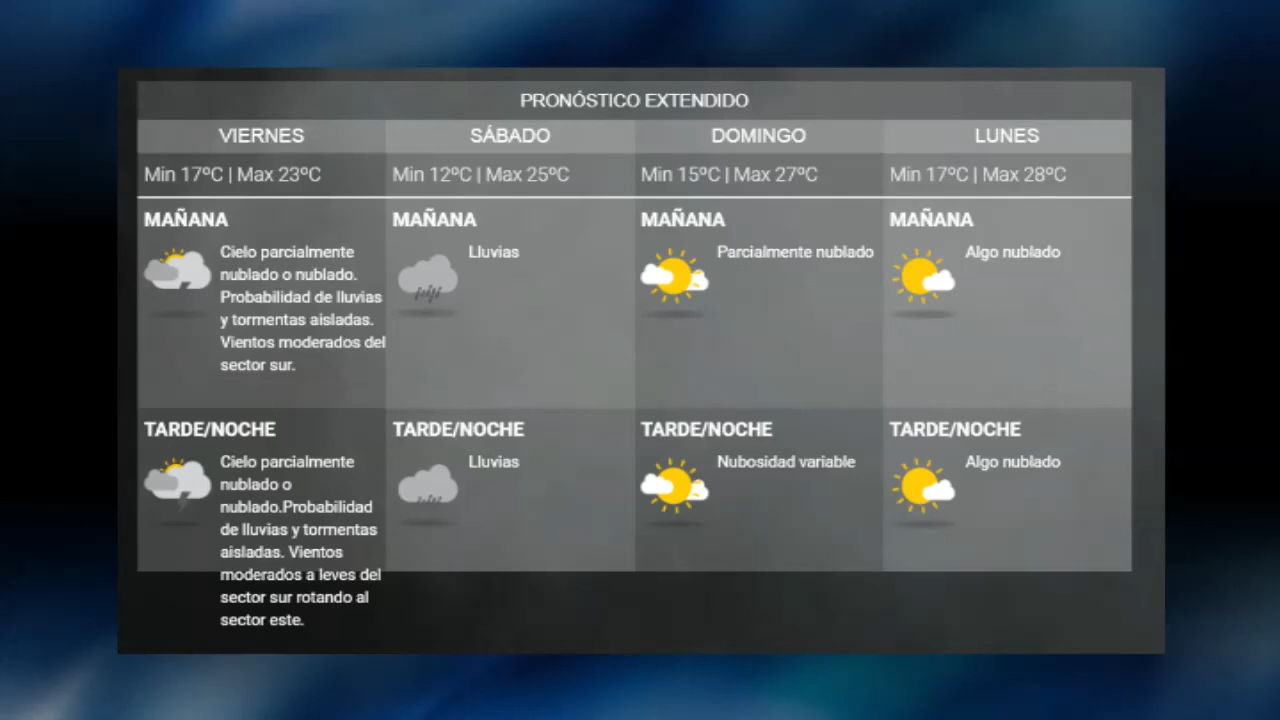 PRONÓSTICO EXTENDIDO
VIERNES
Min 17ºC | Max 23ºC
MAÑANA
Cielo parcialmente
nublado o nublado.
Probabilidad de lluvias
y tormentas aisladas.
Vientos moderados del
sector sur.
TARDE/NOCHE
Cielo parcialmente
nublado o
nublado.Probabilidad
de lluvias y tormentas
aisladas. Vientos
moderados a leves del
sector sur rotando al
sector este.
SÁBADO
Min 12ºC | Max 25ºC
MAÑANA
Lluvias
TARDE/NOCHE
Lluvias
DOMINGO
Min 15ºC | Max 27ºC
MAÑANA
Parcialmente nublado
TARDE/NOCHE
Nubosidad variable
LUNES
Min 17ºC | Max 28ºC
MAÑANA
Algo nublado
TARDE/NOCHE
Algo nublado